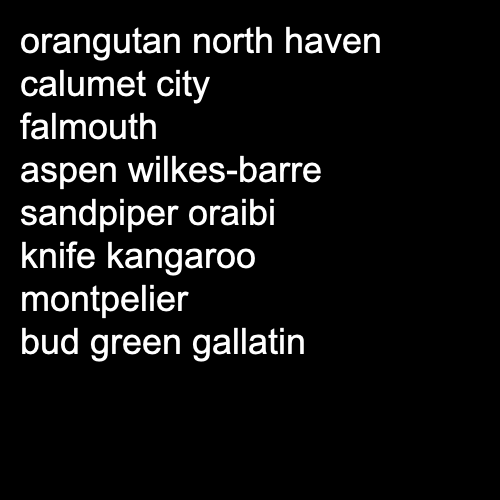 orangutan north haven
calumet city
falmouth
aspen wilkes-barre
sandpiper oraibi
knife kangaroo
montpelier
bud green gallatin